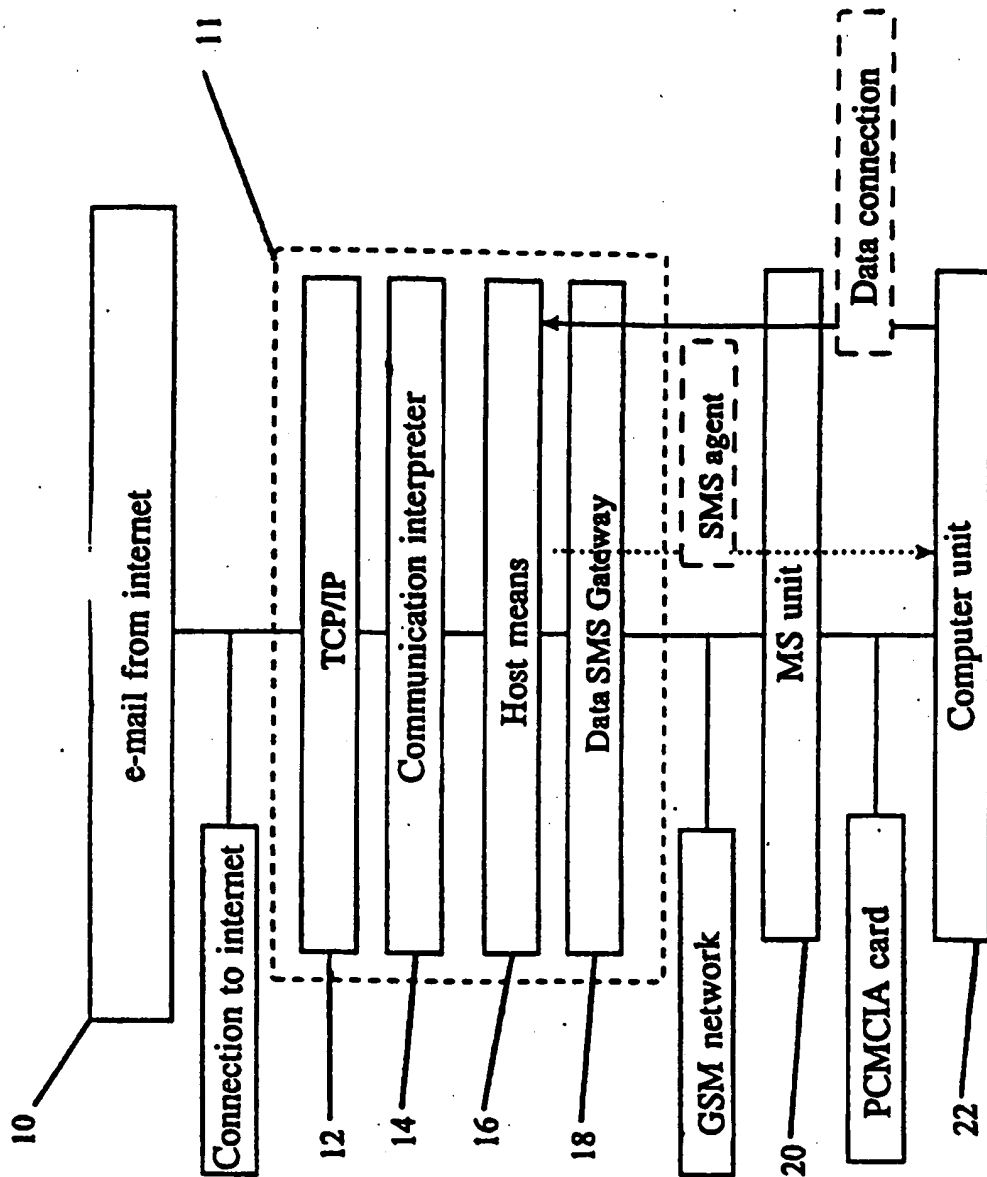 10
e-mail from internet
11
Connection to internet
12
TCP/IP
14
Communication interpreter
16
Host means
18
Data SMS Gateway
GSM network
SMS agent
20
MS unit
PCMCIA card
Data connection
22
Computer unit